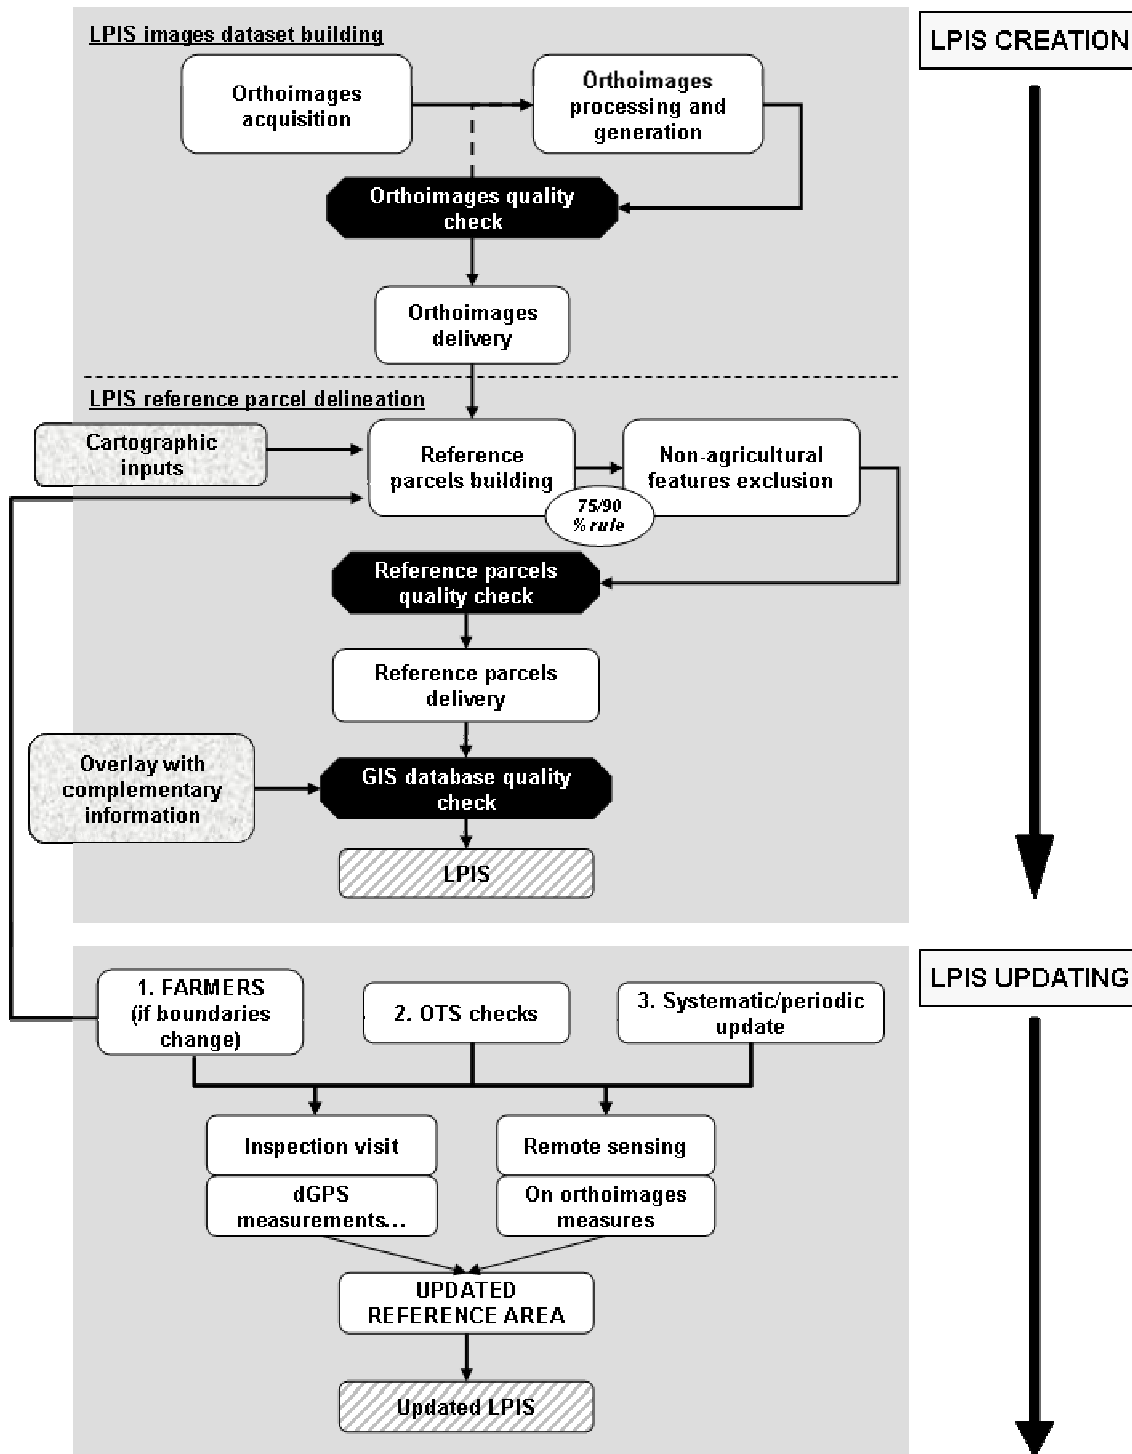 LPIS images dataset building
LPIS CREATION
Orthoimages
acquisition
Orthoimages
processing and
generation
Orthoimages quality
check
Orthoimages
delivery
LPIS reference parcel delineation
Cartographic
inputs
Reference
parcels building
Non-agricultural
features exclusion
75/90
% rule
Reference parcels
quality check
Reference parcels
delivery
Overlay with
complementary
information
GIS database quality
check
LPIS
LPIS UPDATING
1. FARMERS
(if boundaries
change)
2. OTS checks
3. Systematic/periodic
update
Inspection visit
dGPS
measurements...
Remote sensing
On orthoimages
measures
UPDATED
REFERENCE AREA
Updated LPIS